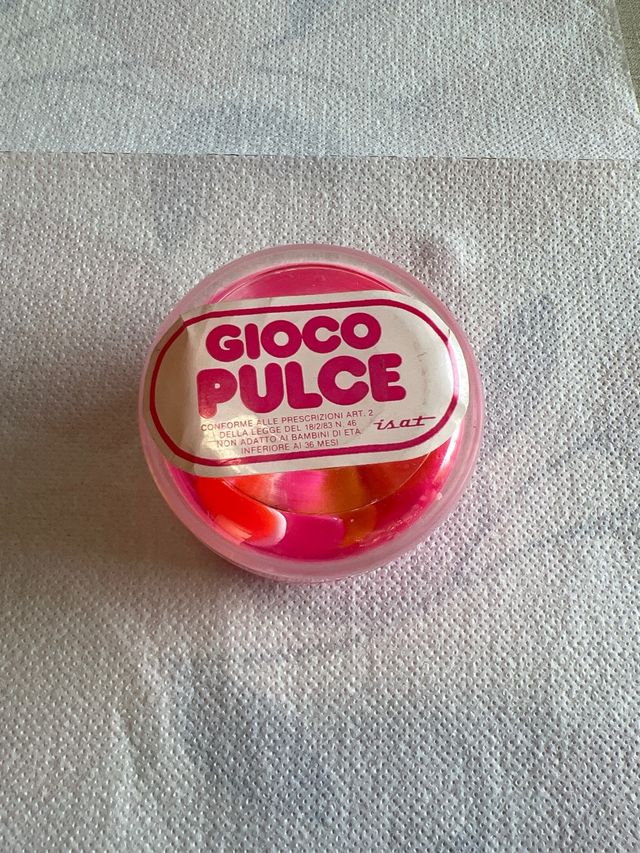 GIOCO
PULCE
CONFORME ALLE PRESCRIZIONI ART. 2
DELLA LEGGE DEL 18/2/83 N. 46
NON ADATTO AI BAMBINI DI ETA
INFERIORE AI 36 MESI
isat